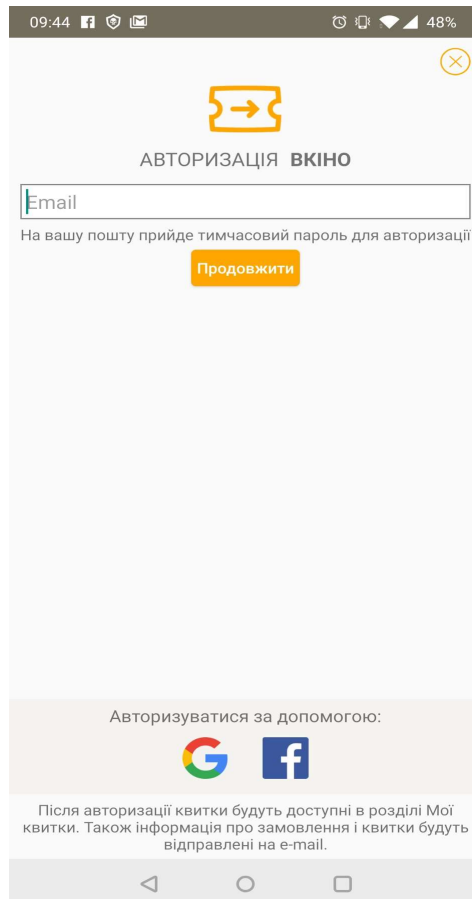 09:44
48%
АВТОРИЗАЦІЯ ВКІНО
Email
На вашу пошту прийде тимчасовий пароль для авторизації
Продовжити
Авторизуватися за допомогою:
Після авторизації квитки будуть доступні в розділі Мої
квитки. Також інформація про замовлення і квитки будуть
відправлені на e-mail.